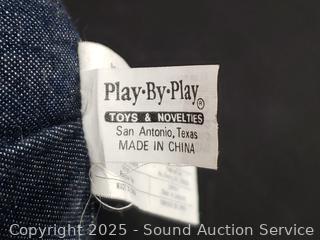 Play·By·Play®
TOYS & NOVELTIES
San Antonio, Texas
MADE IN CHINA
Copyright 2025 - Sound Auction Service